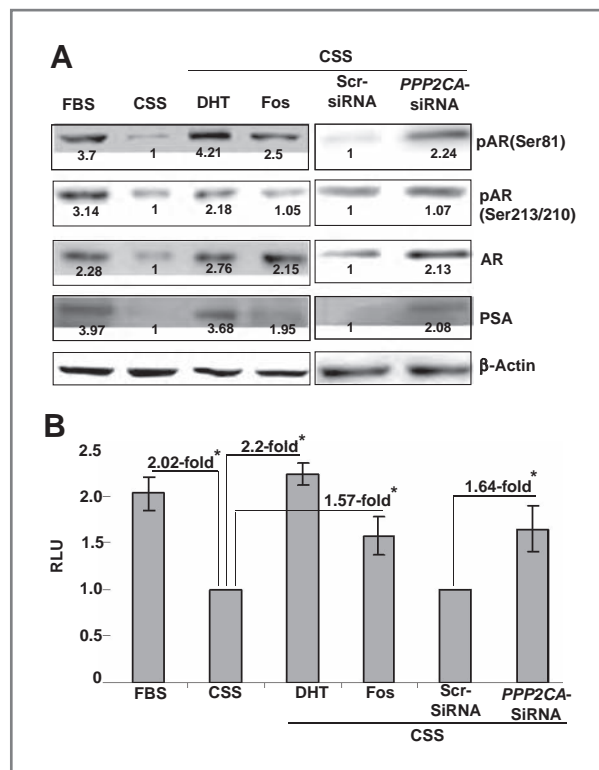 A
CSS
FBS CSS DHT Fos Scr- siRNA PPP2CA- siRNA
3.7 1 4.21 2.5 1 2.24 pAR(Ser81)
3.14 1 2.18 1.05 1 1.07 pAR (Ser213/210)
2.28 1 2.76 2.15 1 2.13 AR
3.97 1 3.68 1.95 1 2.08 PSA
β-Actin
B
2.5
2.0
1.5
1.0
0.5
0
RLU
2.02-fold*
2.2-fold*
1.57-fold*
1.64-fold*
FBS CSS DHT Fos Scr- SiRNA PPP2CA- SiRNA
CSS